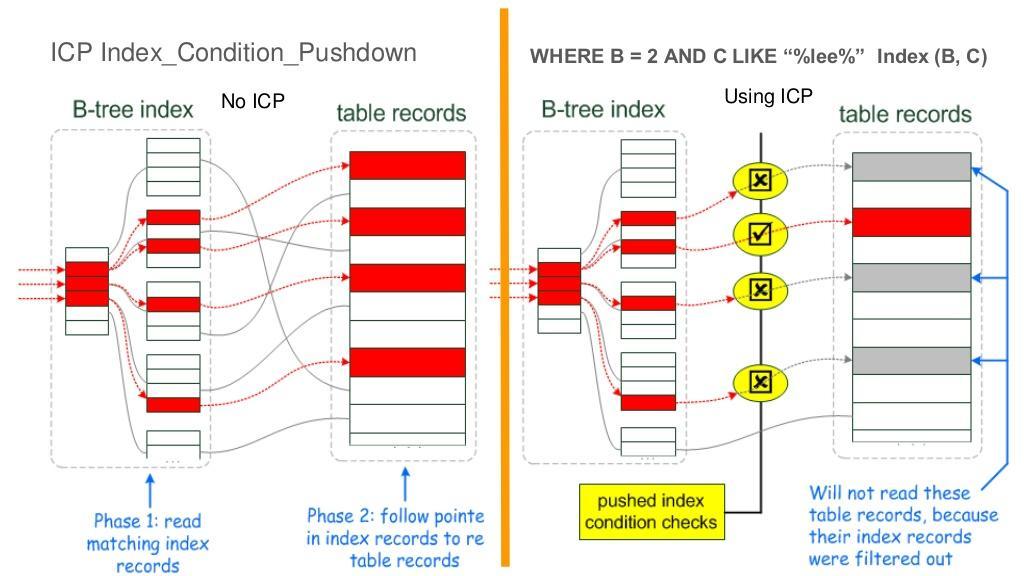 ICP Index_Condition_Pushdown
No ICP
B-tree index
table records
Phase 1: read
matching index
records
Phase 2: follow pointe
in index records to re
table records
WHERE B = 2 AND C LIKE “%lee%” Index (B, C)
Using ICP
B-tree index
table records
pushed index
condition checks
Will not read these
table records, because
their index records
were filtered out